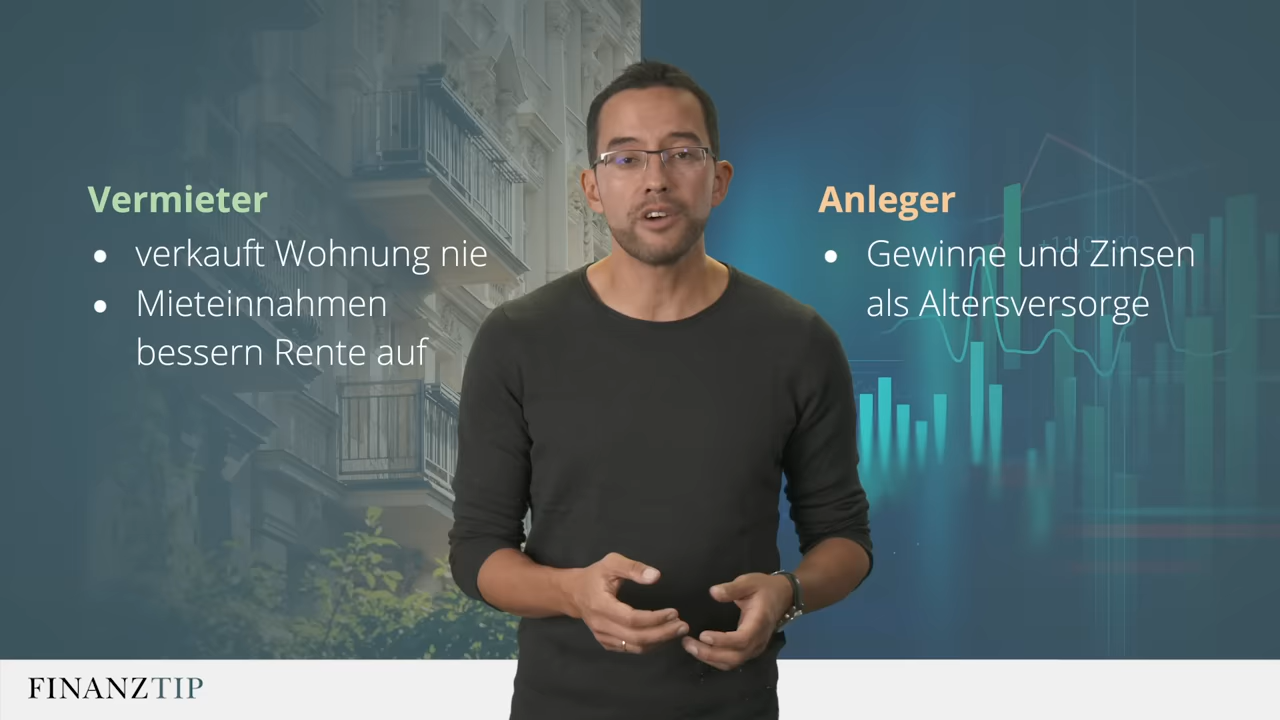 Vermieter
• verkauft Wohnung nie
• Mieteinnahmen
bessern Rente auf
Anleger
• Gewinne und Zinsen
als Altersversorge
FINANZTIP